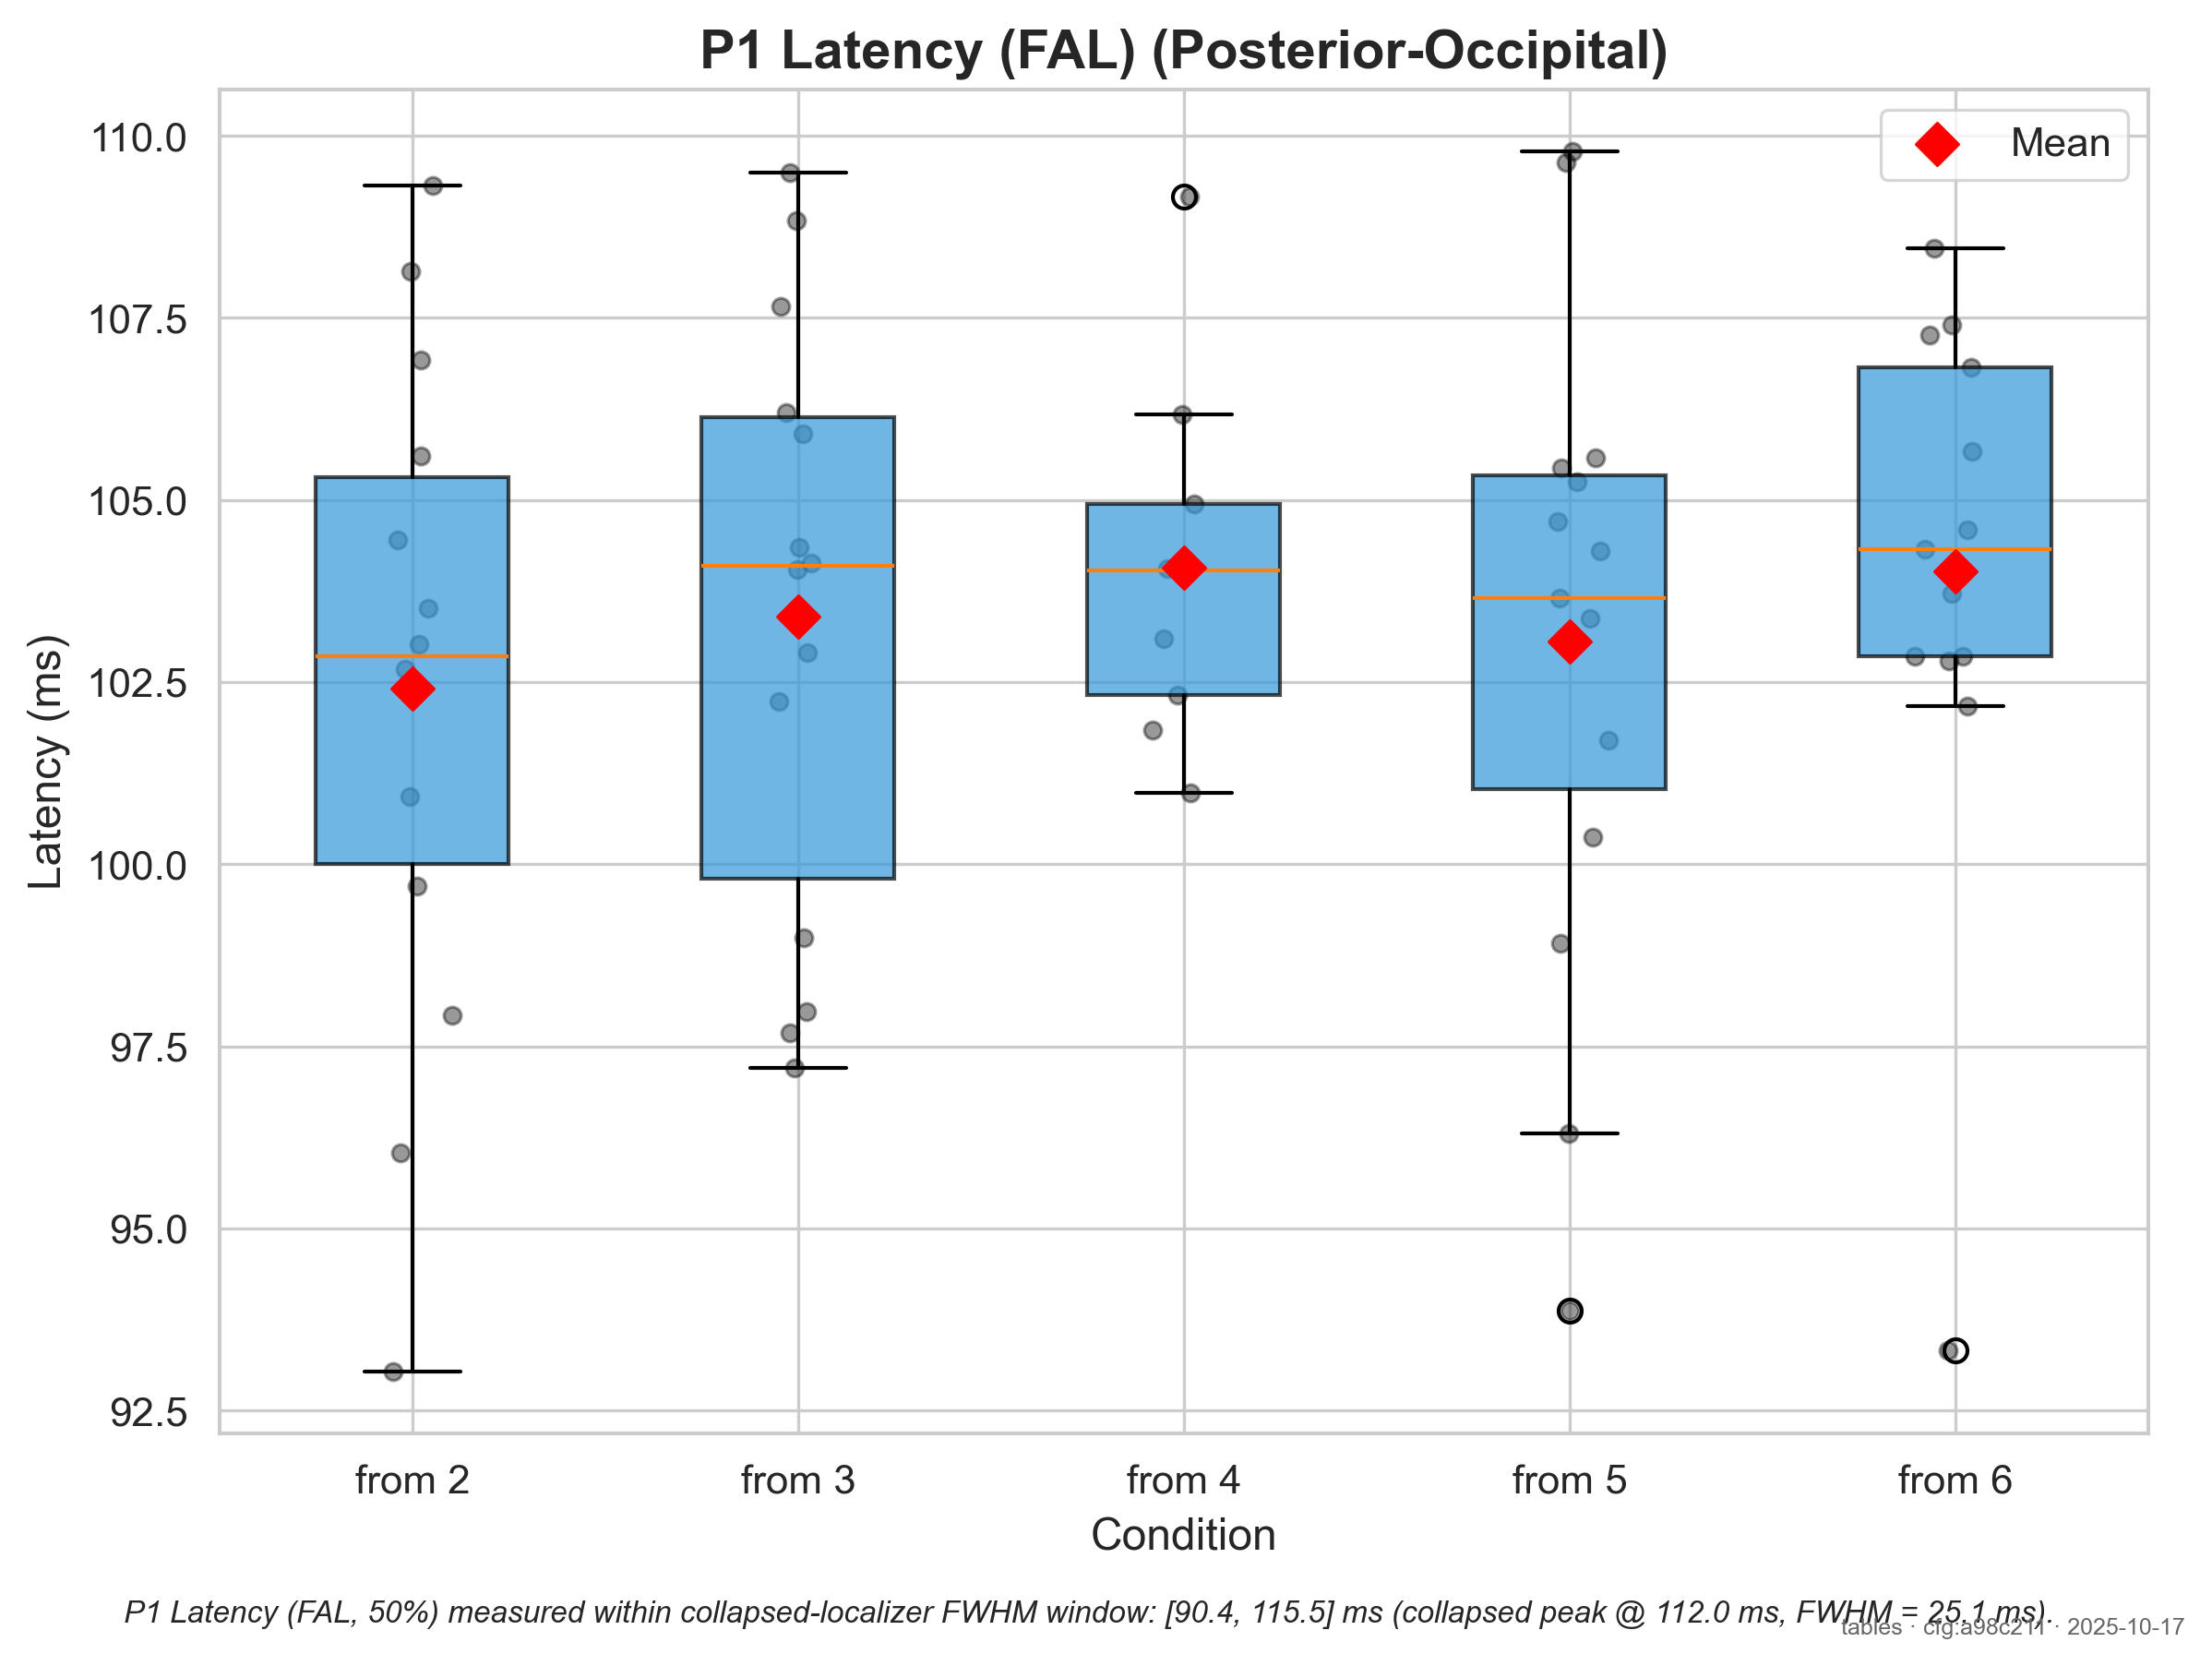 P1 Latency (FAL) (Posterior-Occipital)
Mean
110.0
107.5
105.0
102.5
100.0
97.5
95.0
92.5
Latency (ms)
from 2
from 3
from 4
from 5
from 6
Condition
P1 Latency (FAL, 50%) measured within collapsed-localizer FWHM window: [90.4, 115.5] ms (collapsed peak @ 112.0 ms, FWHM = 25.1 ms).
tables · cfg:a98c211 · 2025-10-17